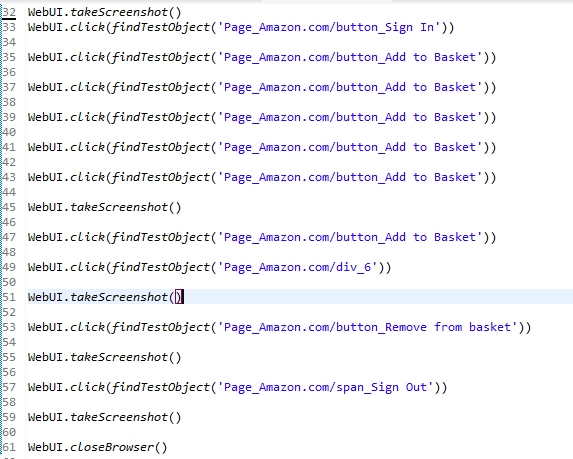 32 WebUI.takeScreenshot()
33 WebUI.click(findTestObject('Page_Amazon.com/button_Sign In'))
34
35 WebUI.click(findTestObject('Page_Amazon.com/button_Add to Basket'))
36
37 WebUI.click(findTestObject('Page_Amazon.com/button_Add to Basket'))
38
39 WebUI.click(findTestObject('Page_Amazon.com/button_Add to Basket'))
40
41 WebUI.click(findTestObject('Page_Amazon.com/button_Add to Basket'))
42
43 WebUI.click(findTestObject('Page_Amazon.com/button_Add to Basket'))
44
45 WebUI.takeScreenshot()
46
47 WebUI.click(findTestObject('Page_Amazon.com/button_Add to Basket'))
48
49 WebUI.click(findTestObject('Page_Amazon.com/div_6'))
50
51 WebUI.takeScreenshot()
52
53 WebUI.click(findTestObject('Page_Amazon.com/button_Remove from basket'))
54
55 WebUI.takeScreenshot()
56
57 WebUI.click(findTestObject('Page_Amazon.com/span_Sign Out'))
58
59 WebUI.takeScreenshot()
60
61 WebUI.closeBrowser()